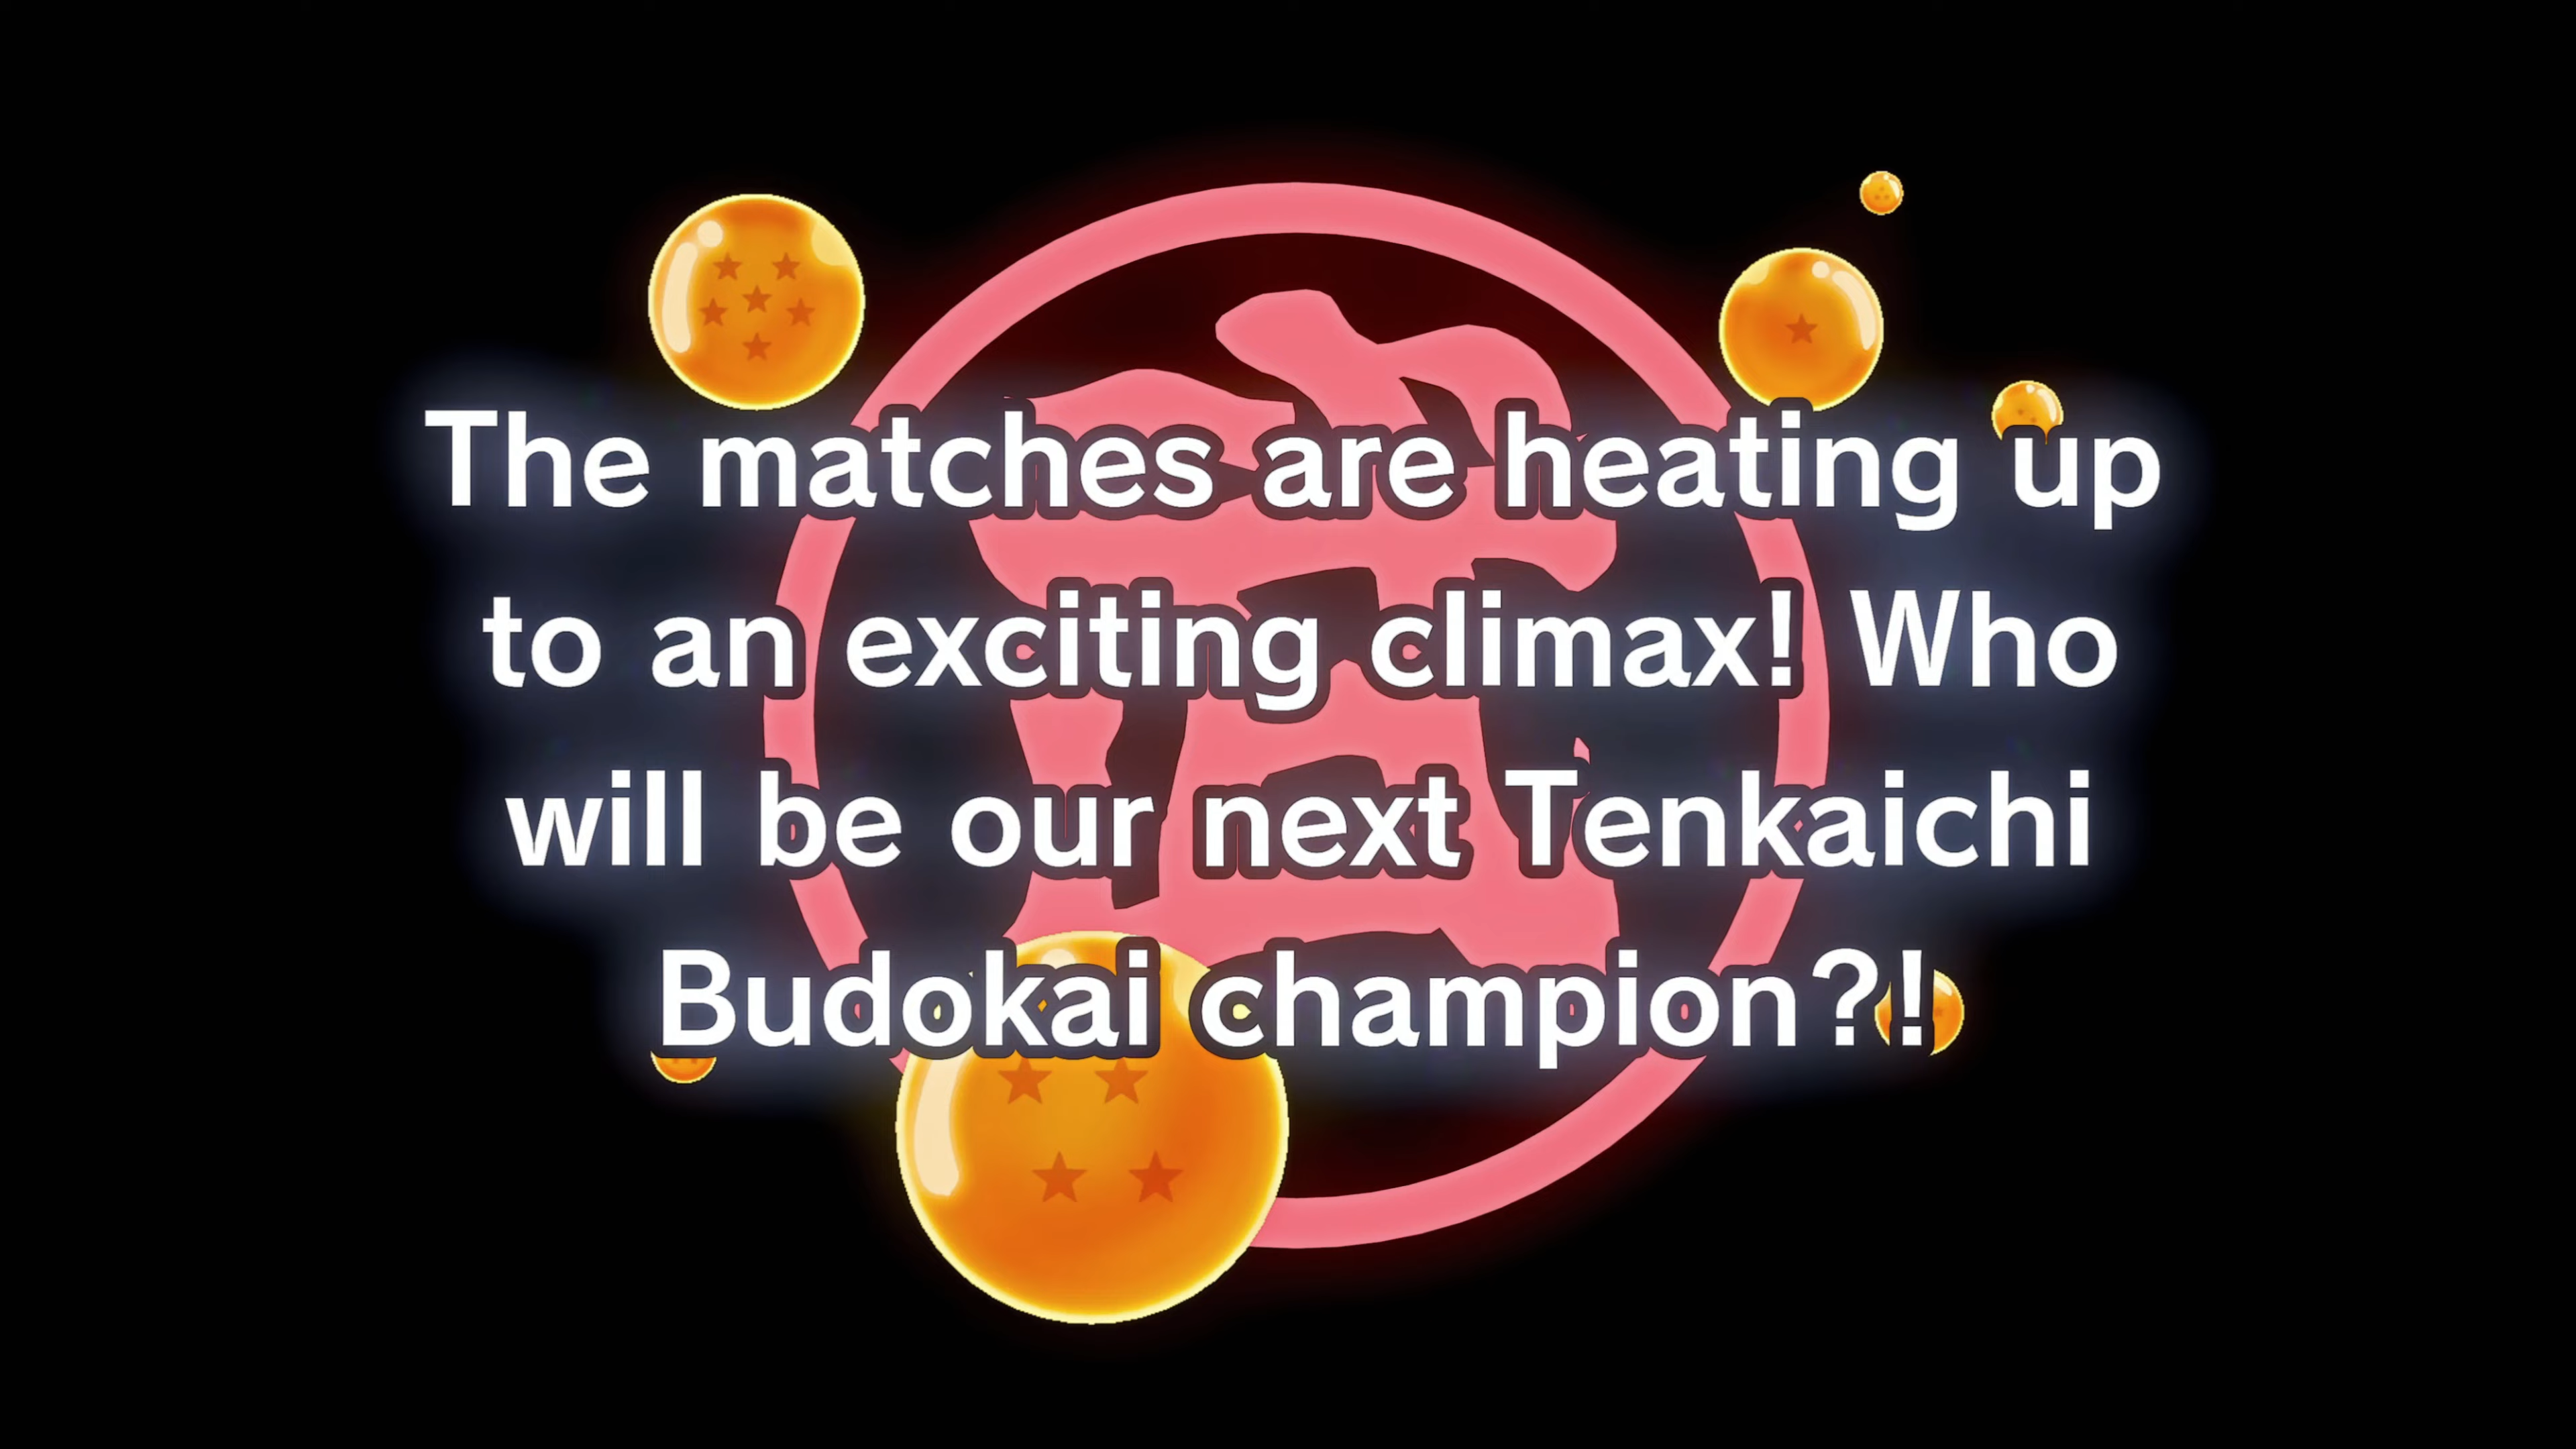 The matches are heating up
to an exciting climax! Who
will be our next Tenkaichi
Budokai champion?!